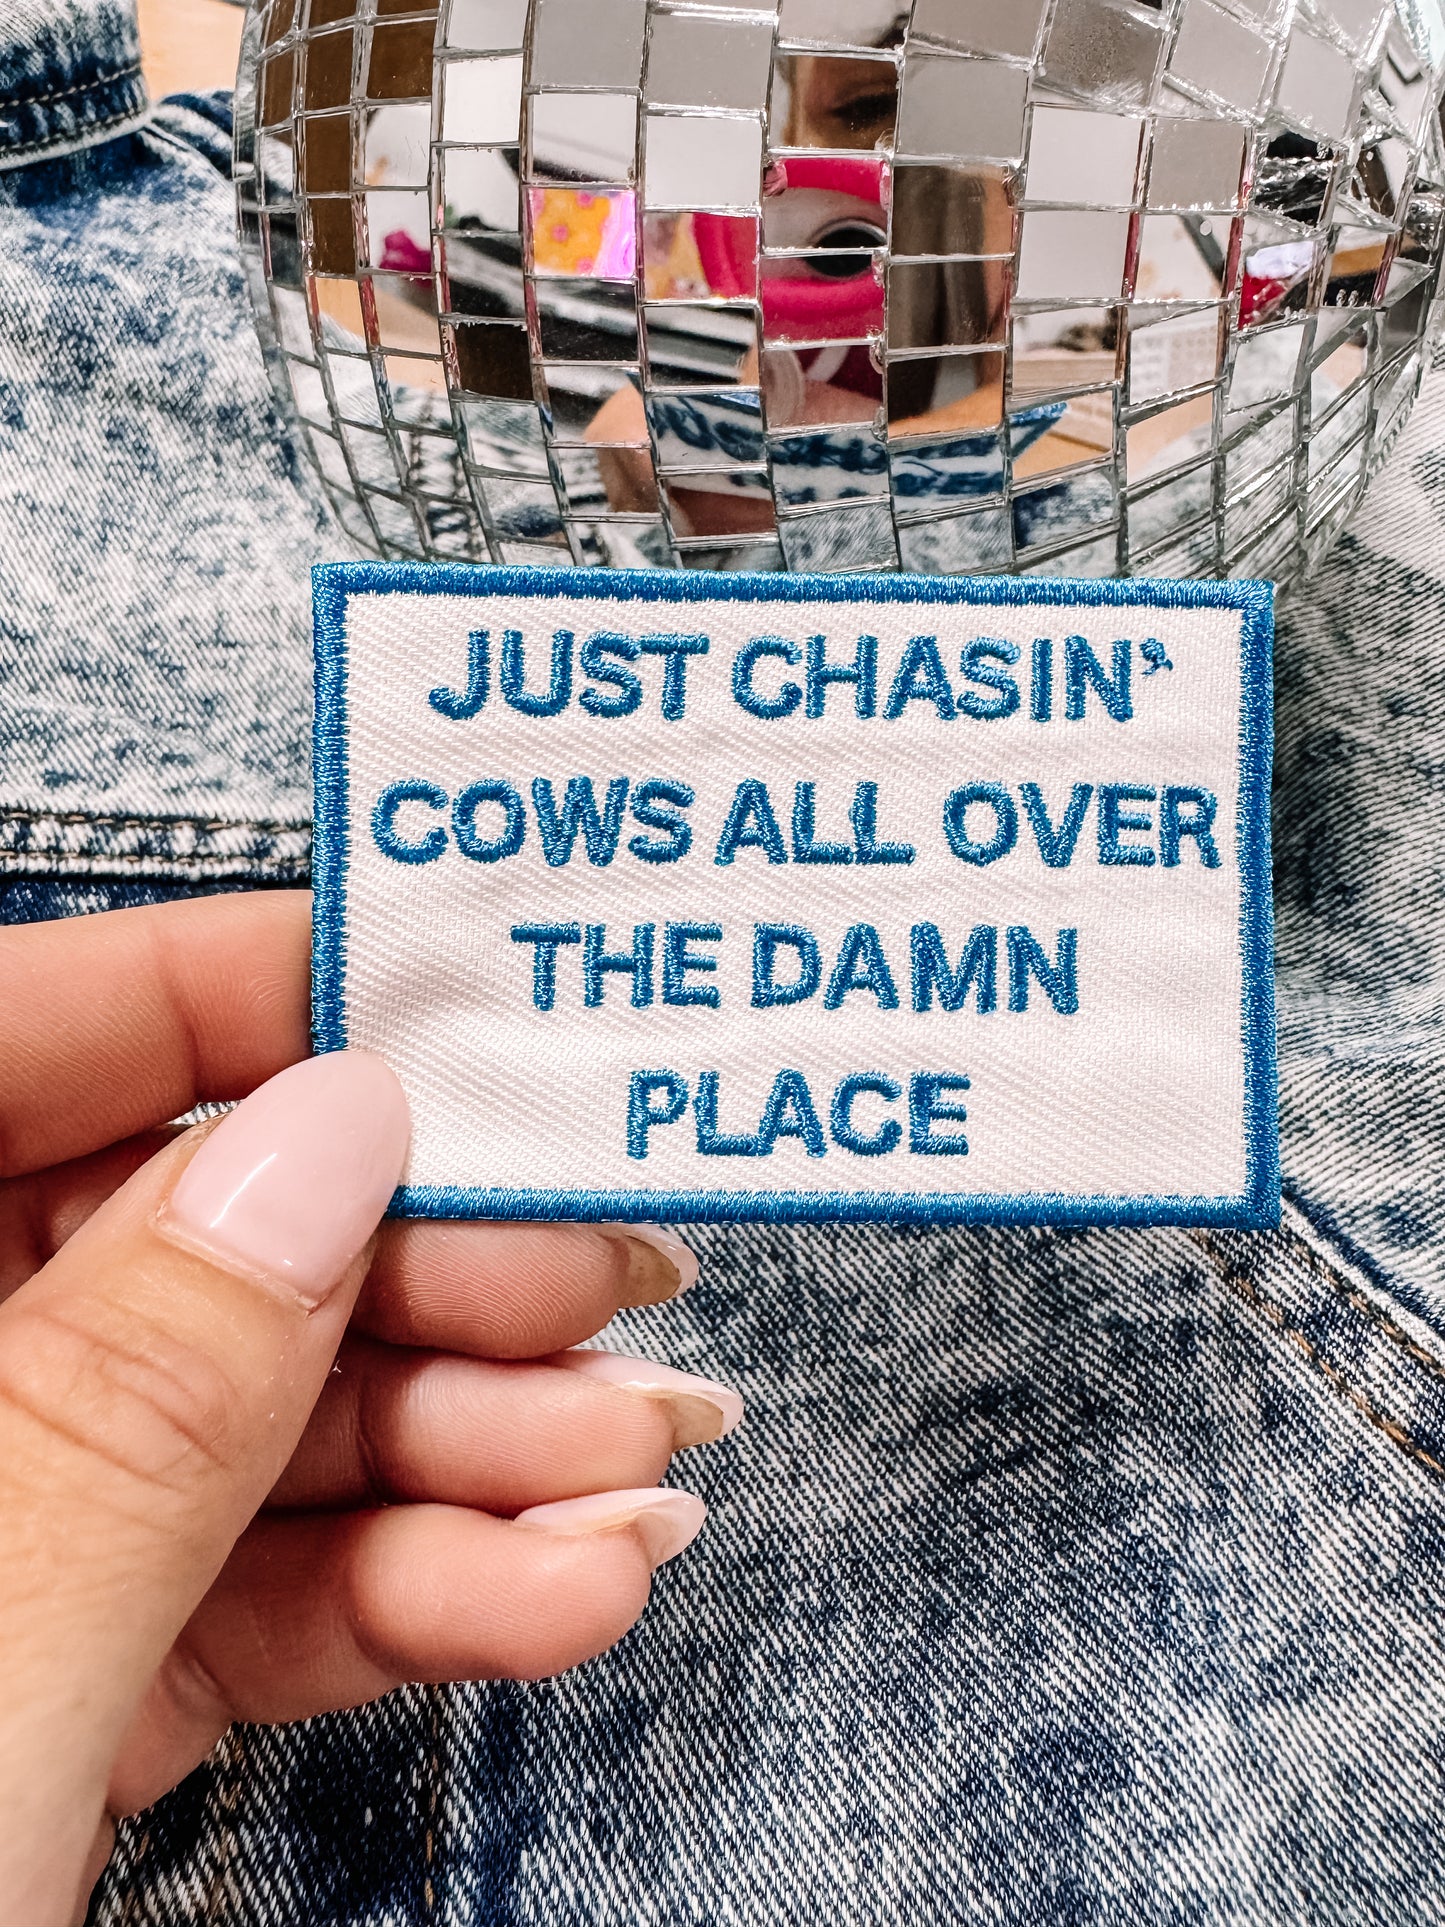 JUST CHASIN'
COWS ALL OVER
THE DAMN
PLACE